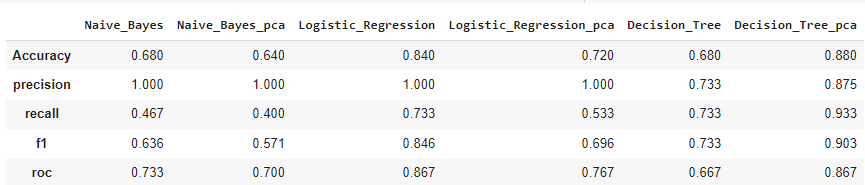 Naive_Bayes Naive_Bayes_pca Logistic_Regression Logistic_Regression_pca Decision_Tree Decision_Tree_pca
Accuracy 0.680 0.640 0.840 0.720 0.680 0.880
precision 1.000 1.000 1.000 1.000 0.733 0.875
recall 0.467 0.400 0.733 0.533 0.733 0.933
f1 0.636 0.571 0.846 0.696 0.733 0.903
roc 0.733 0.700 0.867 0.767 0.667 0.867